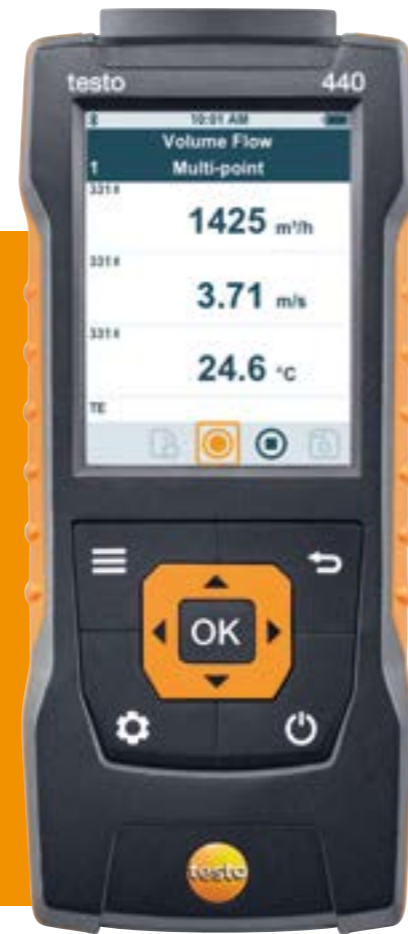 testo 440
10:01 AM
Volume Flow
1 Multi-point
1425 m³/h
3.71 m/s
24.6 °C
TE
OK
testo